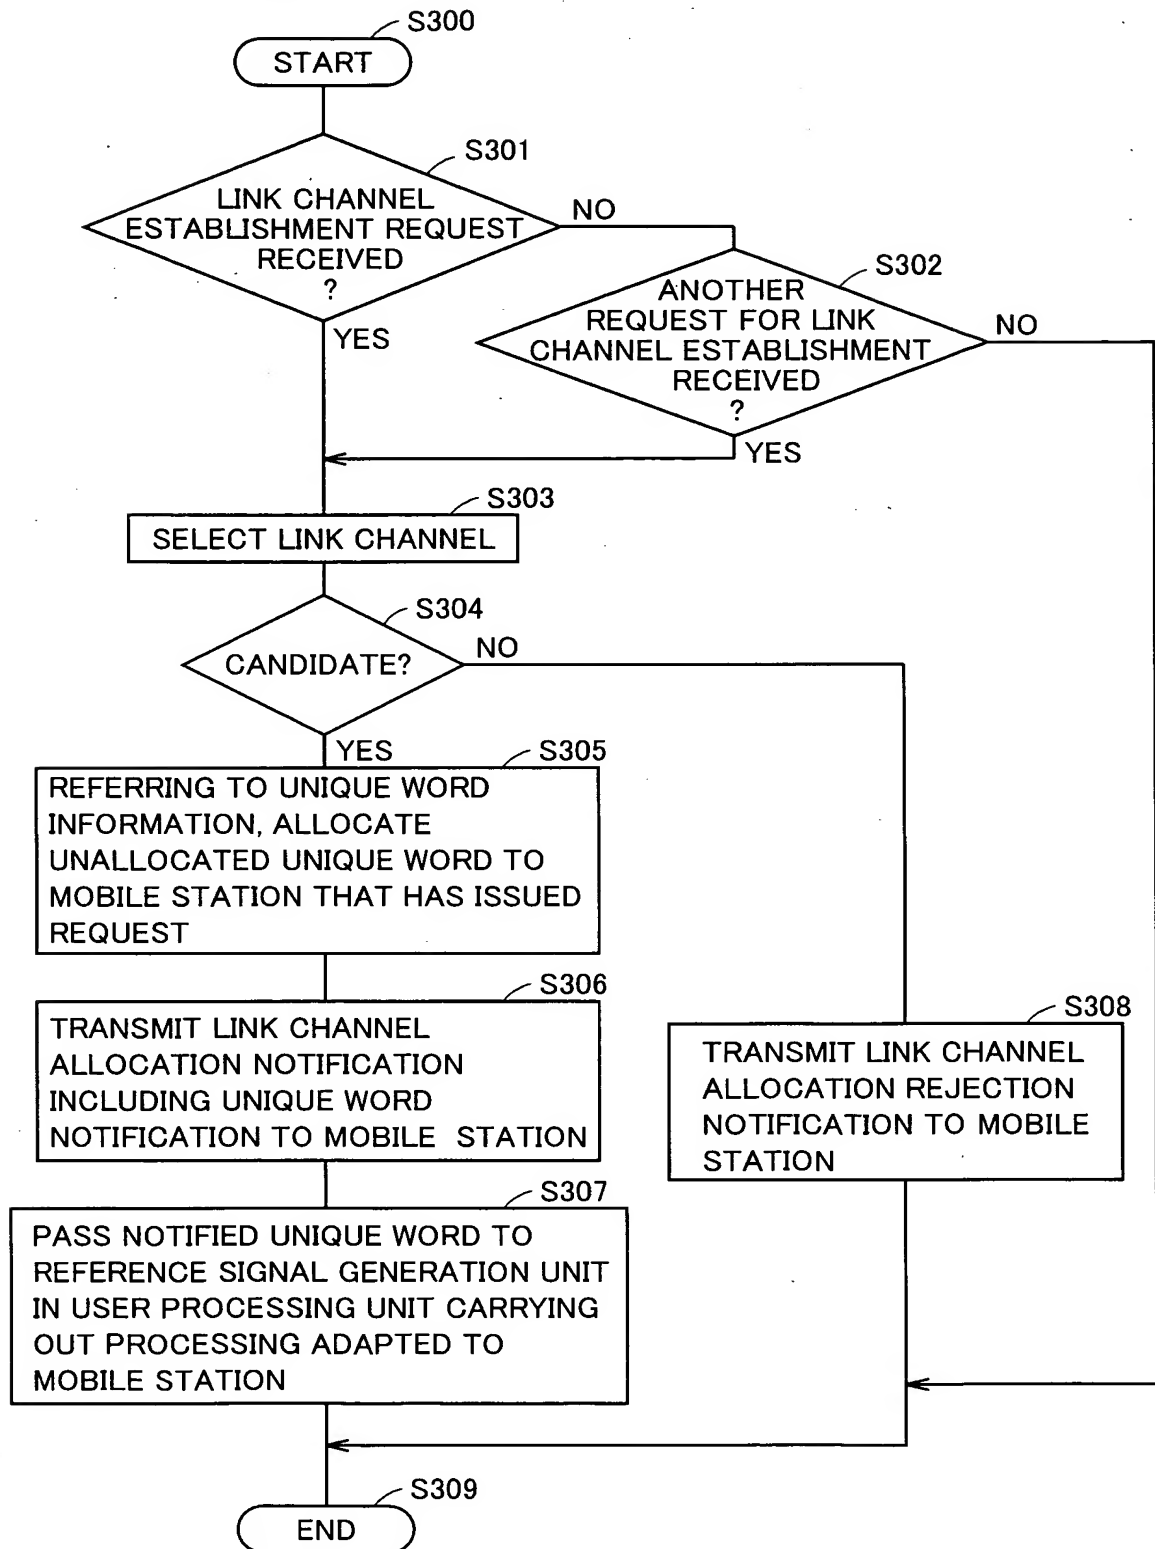 S300
START
S301
LINK CHANNEL
ESTABLISHMENT REQUEST
RECEIVED
?
NO
YES
S302
ANOTHER
REQUEST FOR LINK
CHANNEL ESTABLISHMENT
RECEIVED
?
NO
YES
S303
SELECT LINK CHANNEL
S304
CANDIDATE?
NO
YES
S305
REFERRING TO UNIQUE WORD
INFORMATION, ALLOCATE
UNALLOCATED UNIQUE WORD TO
MOBILE STATION THAT HAS ISSUED
REQUEST
S306
TRANSMIT LINK CHANNEL
ALLOCATION NOTIFICATION
INCLUDING UNIQUE WORD
NOTIFICATION TO MOBILE STATION
S308
TRANSMIT LINK CHANNEL
ALLOCATION REJECTION
NOTIFICATION TO MOBILE
STATION
S307
PASS NOTIFIED UNIQUE WORD TO
REFERENCE SIGNAL GENERATION UNIT
IN USER PROCESSING UNIT CARRYING
OUT PROCESSING ADAPTED TO
MOBILE STATION
S309
END